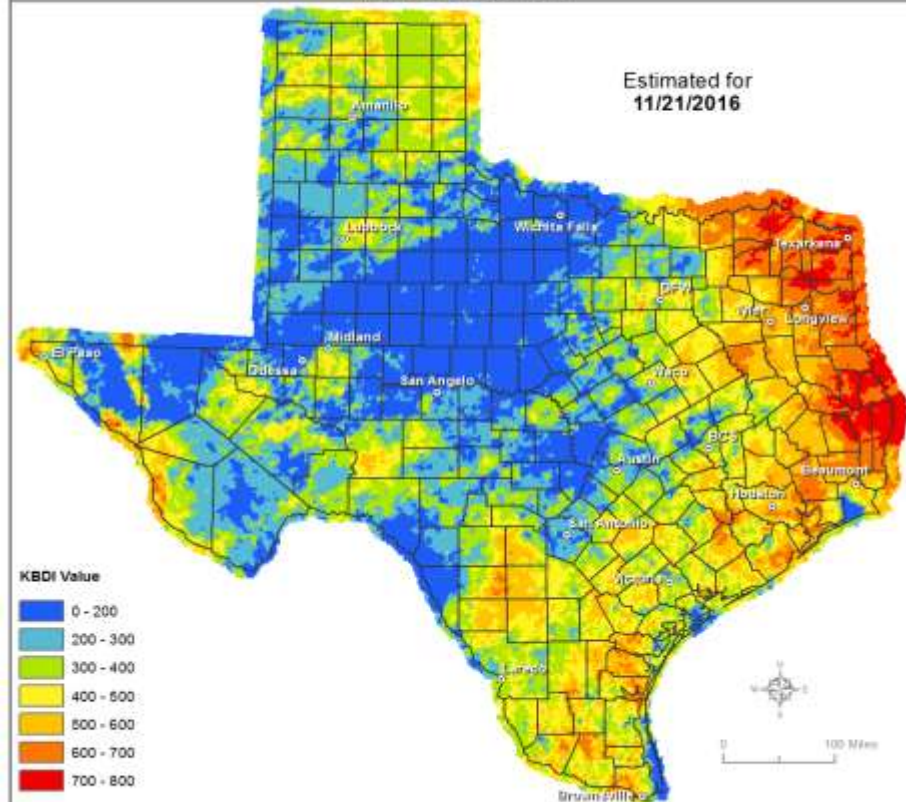 Estimated for
11/21/2016
Amarillo
Lubbock
Wichita Falls
Texarkana
DFW
Tyler
Longview
El Paso
Midland
Odessa
San Angelo
Waco
BCS
Austin
Beaumont
Houston
San Antonio
Victoria
Laredo
Brownsville
KBDI Value
0 - 200
200 - 300
300 - 400
400 - 500
500 - 600
600 - 700
700 - 800
0 100 Miles